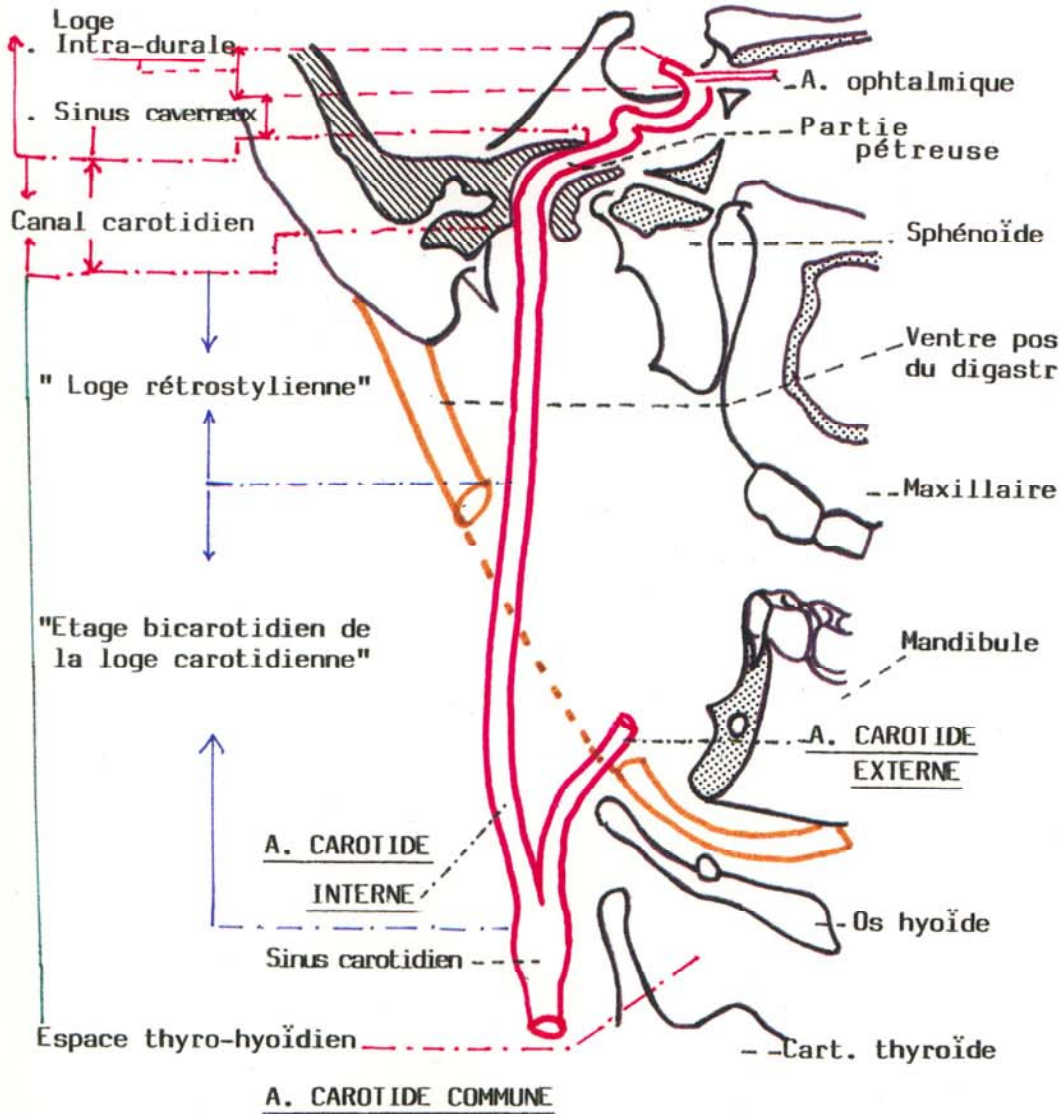 Loge
. Intra-durale
. Sinus caverneux
Canal carotidien
" Loge rétrostylienne"
"Etage bicarotidien de
la loge carotidienne"
A. CAROTIDE
INTERNE
Sinus carotidien
Espace thyro-hyoïdien
A. CAROTIDE COMMUNE
A. ophtalmique
Partie
pétreuse
Sphénoïde
Ventre pos
du digastr
Maxillaire
Mandibule
A. CAROTIDE
EXTERNE
Os hyoïde
Cart. thyroïde